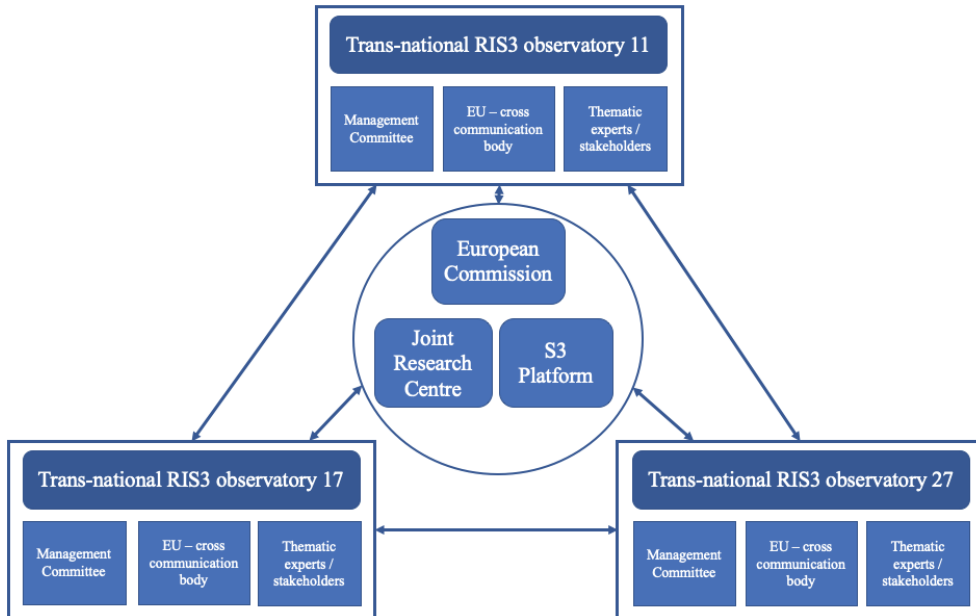 Trans-national RIS3 observatory 11
Management
Committee
EU – cross
communication
body
Thematic
experts /
stakeholders
European
Commission
Joint
Research
Centre
S3
Platform
Trans-national RIS3 observatory 17
Management
Committee
EU – cross
communication
body
Thematic
experts /
stakeholders
Trans-national RIS3 observatory 27
Management
Committee
EU – cross
communication
body
Thematic
experts /
stakeholders